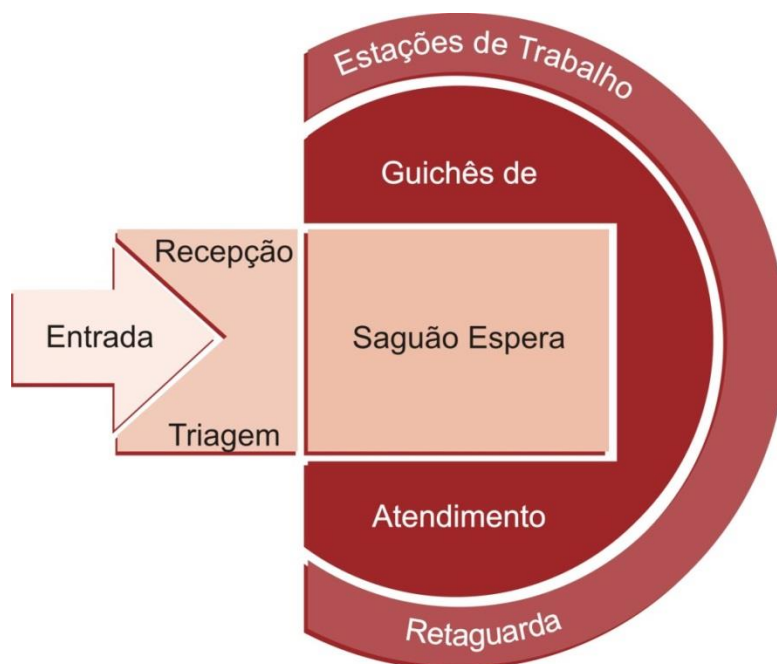 Estações de Trabalho
Guichês de
Recepção
Entrada
Saguão Espera
Triagem
Atendimento
Retaguarda